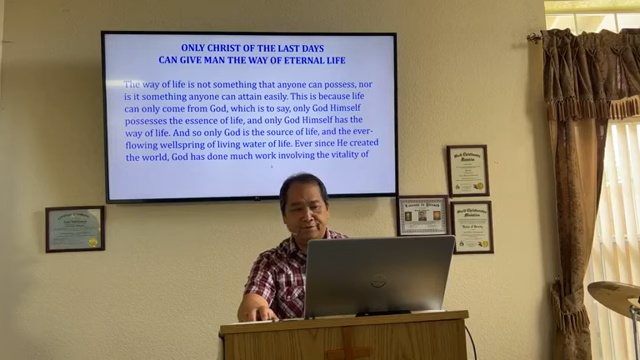 ONLY CHRIST OF THE LAST DAYS
CAN GIVE MAN THE WAY OF ETERNAL LIFE
The way of life is not something that anyone can possess, nor
is it something anyone can attain easily. This is because life
can only come from God, which is to say, only God Himself
possesses the essence of life, and only God Himself has the
way of life. And so only God is the source of life, and the ever-
flowing wellspring of living water of life. Ever since He created
the world, God has done much work involving the vitality of